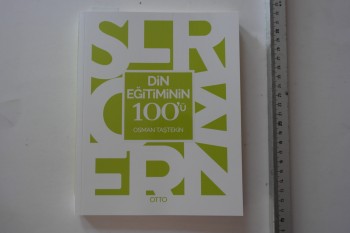 DİN
EĞİTİMİNİN
100'ü
OSMAN TAŞTEKİN
OTTO